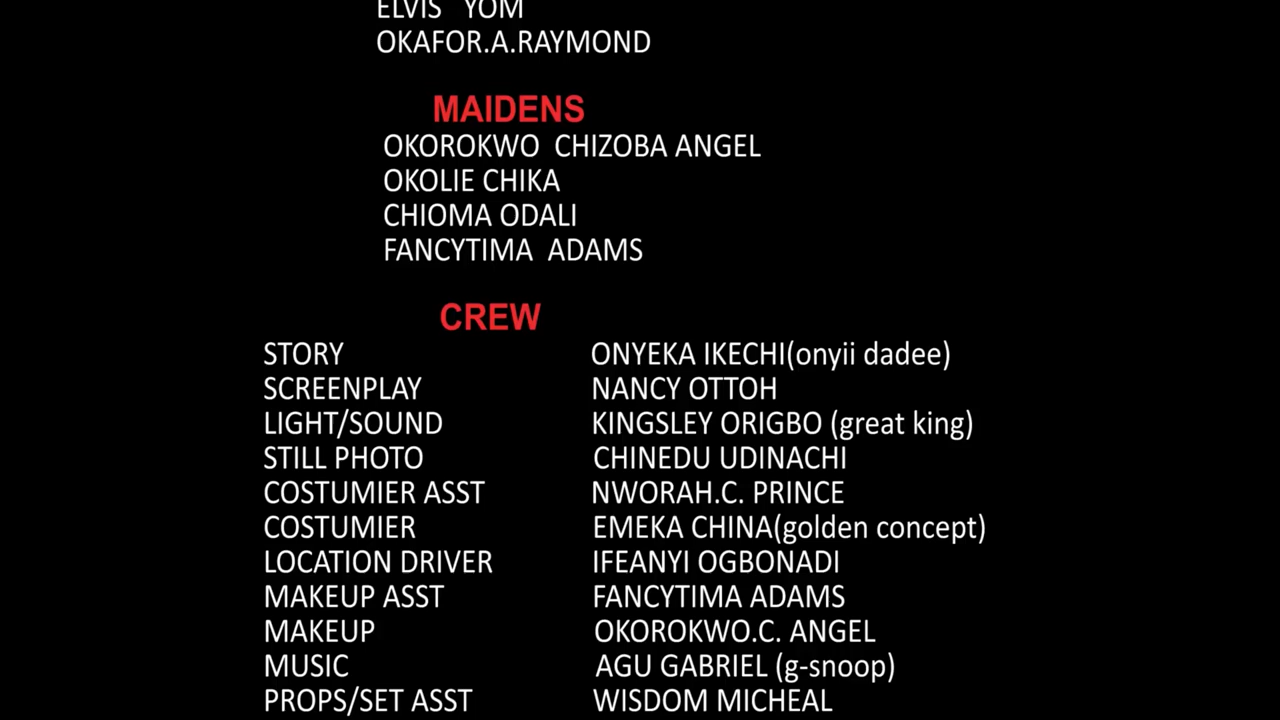 ELVIS YOM
OKAFOR.A.RAYMOND
MAIDENS
OKOROKWO CHIZOBA ANGEL
OKOLIE CHIKA
CHIOMA ODALI
FANCYTIMA ADAMS
CREW
STORY ONYEKA IKECHI(onyii dadee)
SCREENPLAY NANCY OTTOH
LIGHT/SOUND KINGSLEY ORIGBO (great king)
STILL PHOTO CHINEDU UDINACHI
COSTUMIER ASST NWORAH.C. PRINCE
COSTUMIER EMEKA CHINA(golden concept)
LOCATION DRIVER IFEANYI OGBONADI
MAKEUP ASST FANCYTIMA ADAMS
MAKEUP OKOROKWO.C. ANGEL
MUSIC AGU GABRIEL (g-snoop)
PROPS/SET ASST WISDOM MICHEAL